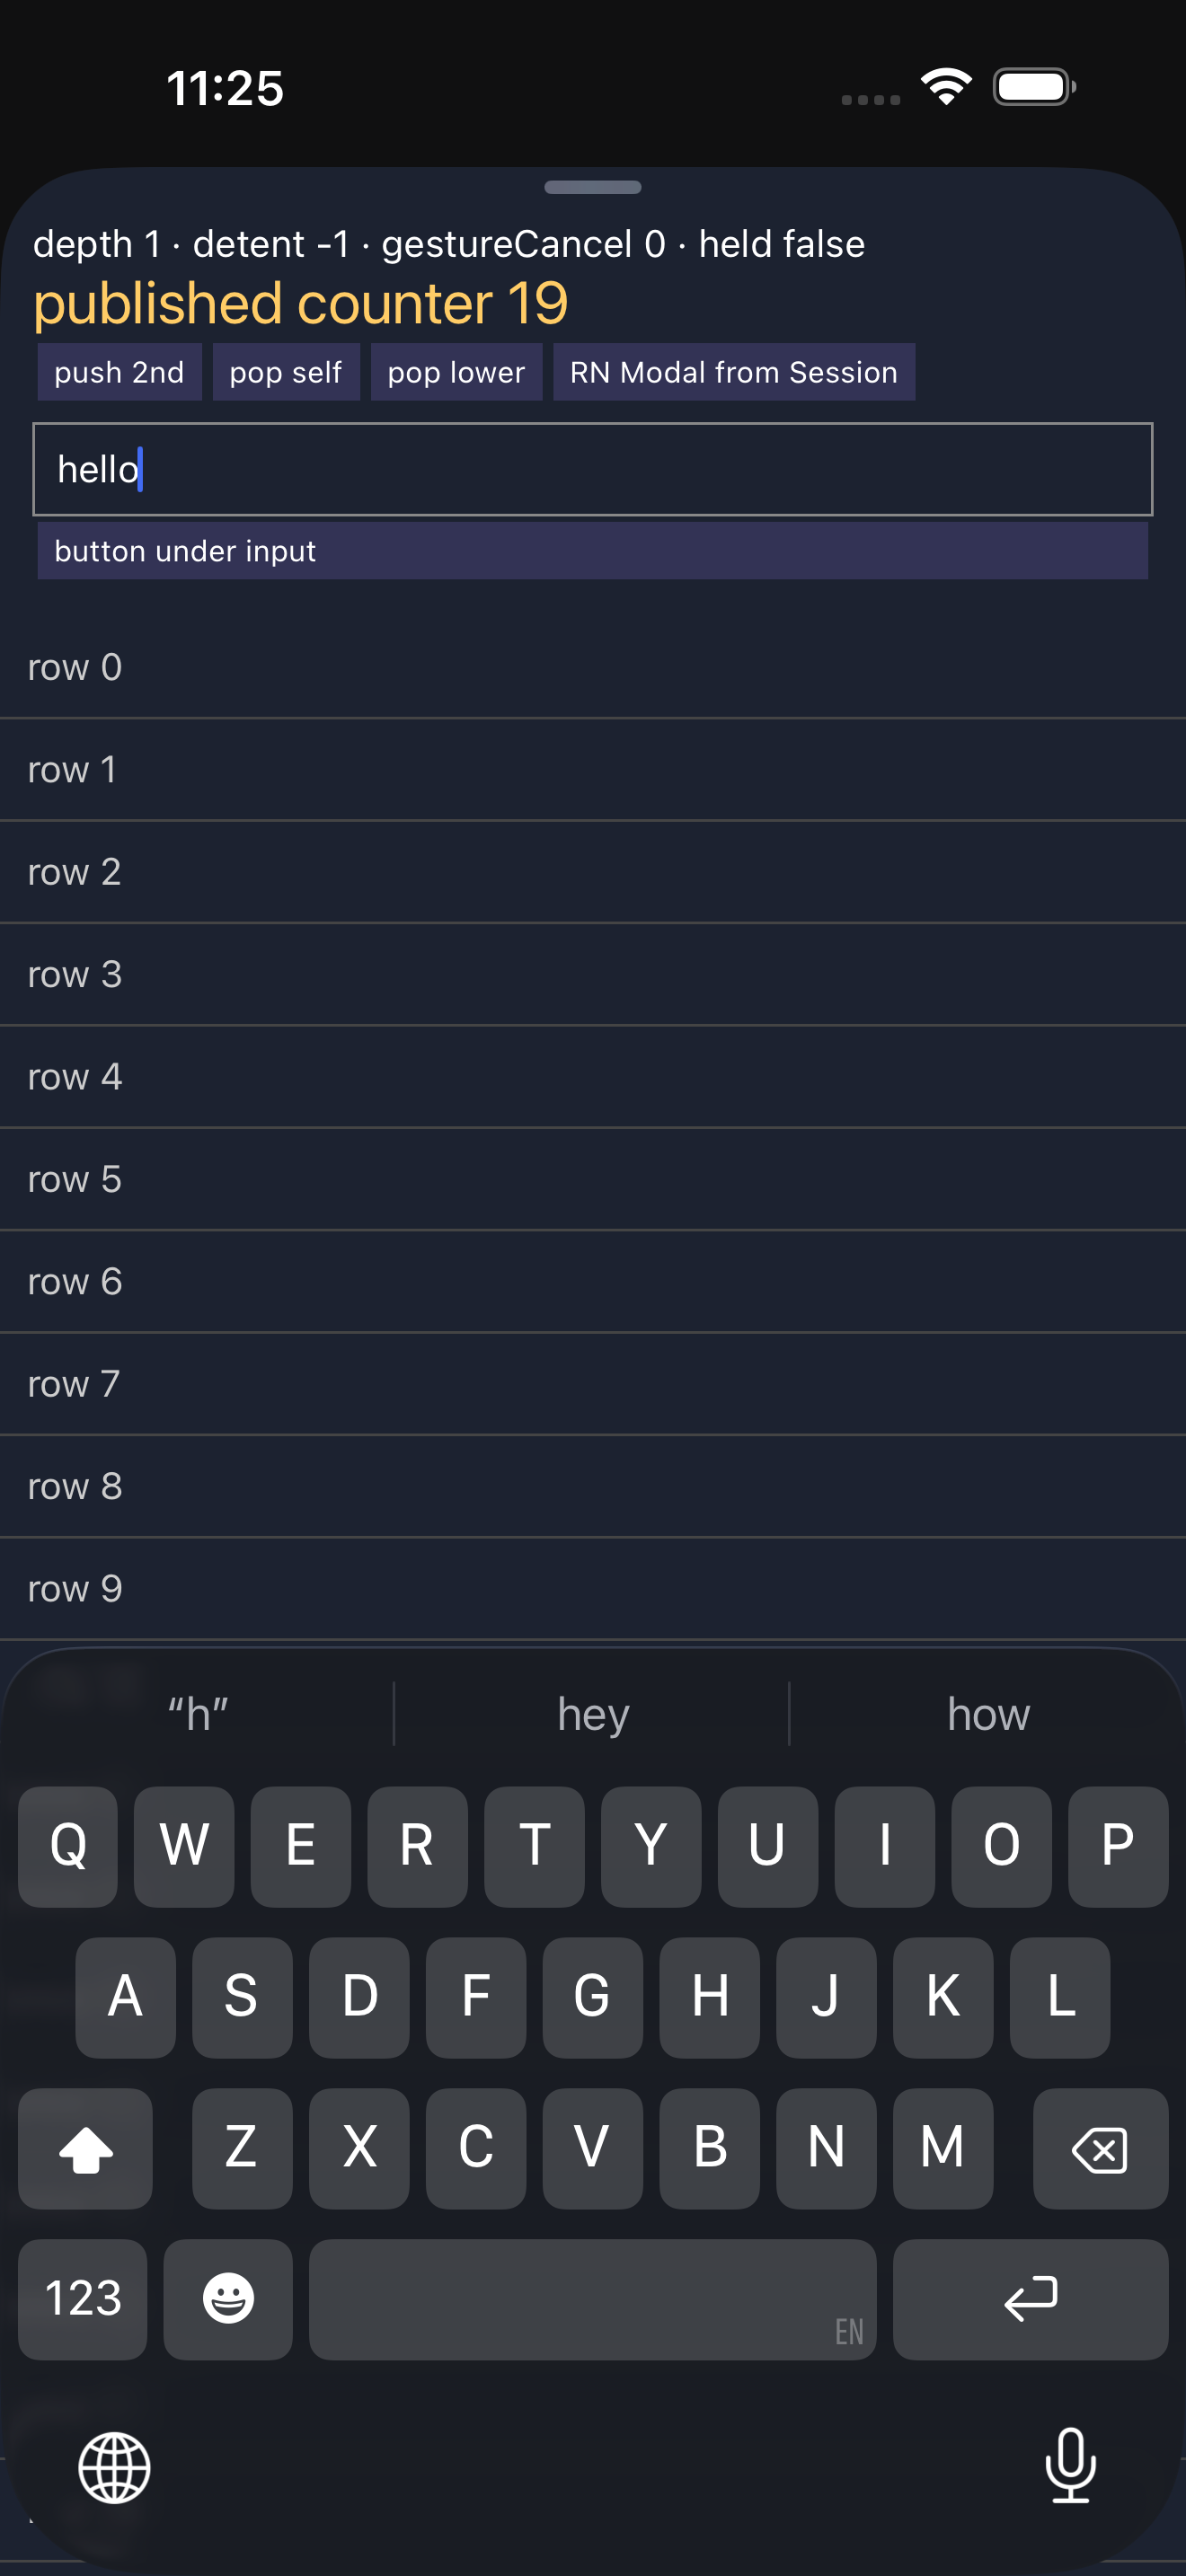 11:25
depth 1 · detent -1 · gestureCancel 0 · held false
published counter 19
push 2nd pop self pop lower RN Modal from Session
hello
button under input
row 0
row 1
row 2
row 3
row 4
row 5
row 6
row 7
row 8
row 9
“h” hey how
Q W E R T Y U I O P
A S D F G H J K L
Z X C V B N M
123 EN